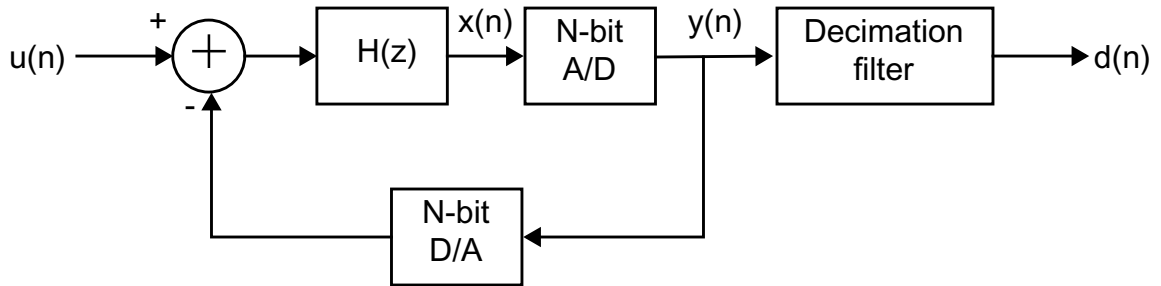 u(n)
+
-
H(z)
x(n)
N-bit
A/D
y(n)
Decimation
filter
d(n)
N-bit
D/A